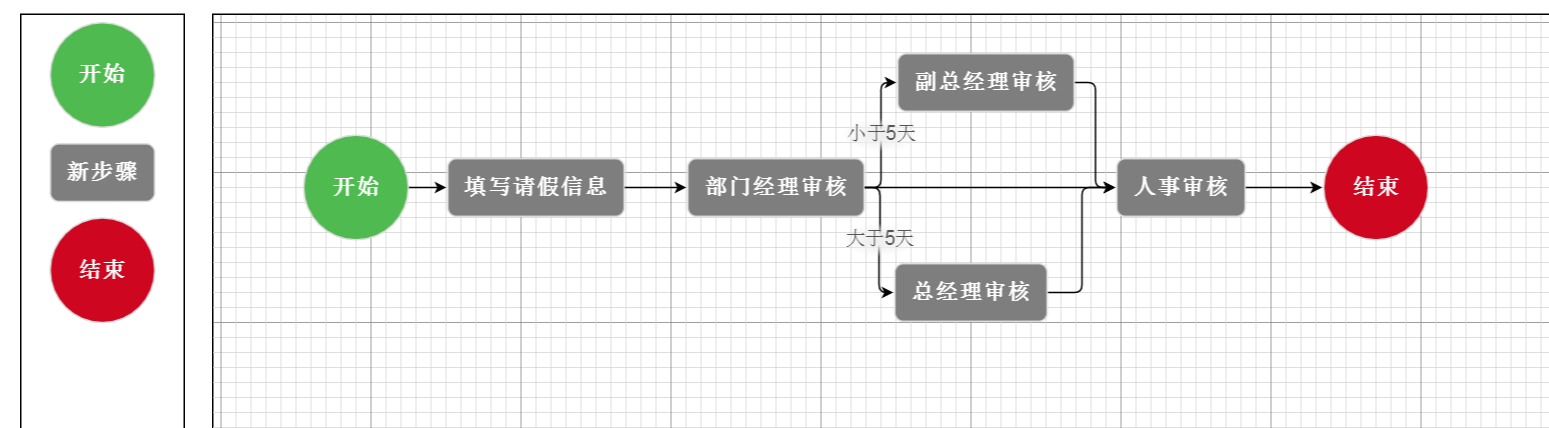 开始
新步骤
结束
开始
填写请假信息
部门经理审核
小于5天
大于5天
副总经理审核
总经理审核
人事审核
结束